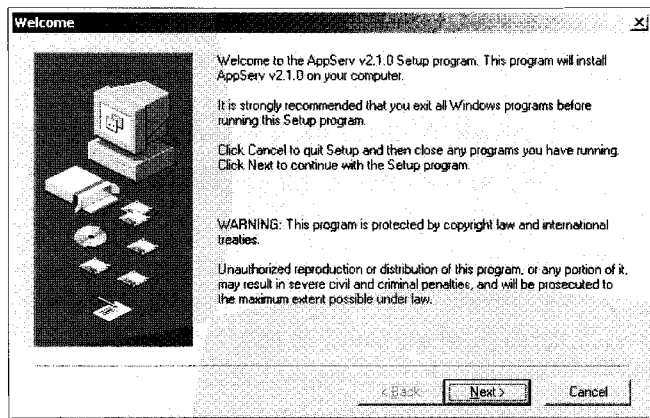 Welcome
Welcome to the AppServ v2.1.0 Setup program. This program will install
AppServ v2.1.0 on your computer.
It is strongly recommended that you exit all Windows programs before
running this Setup program.
Click Cancel to quit Setup and then close any programs you have running.
Click Next to continue with the Setup program.
WARNING: This program is protected by copyright law and international
treaties.
Unauthorized reproduction or distribution of this program, or any portion of it,
may result in severe civil and criminal penalties, and will be prosecuted to
the maximum extent possible under law.
< Back Next > Cancel